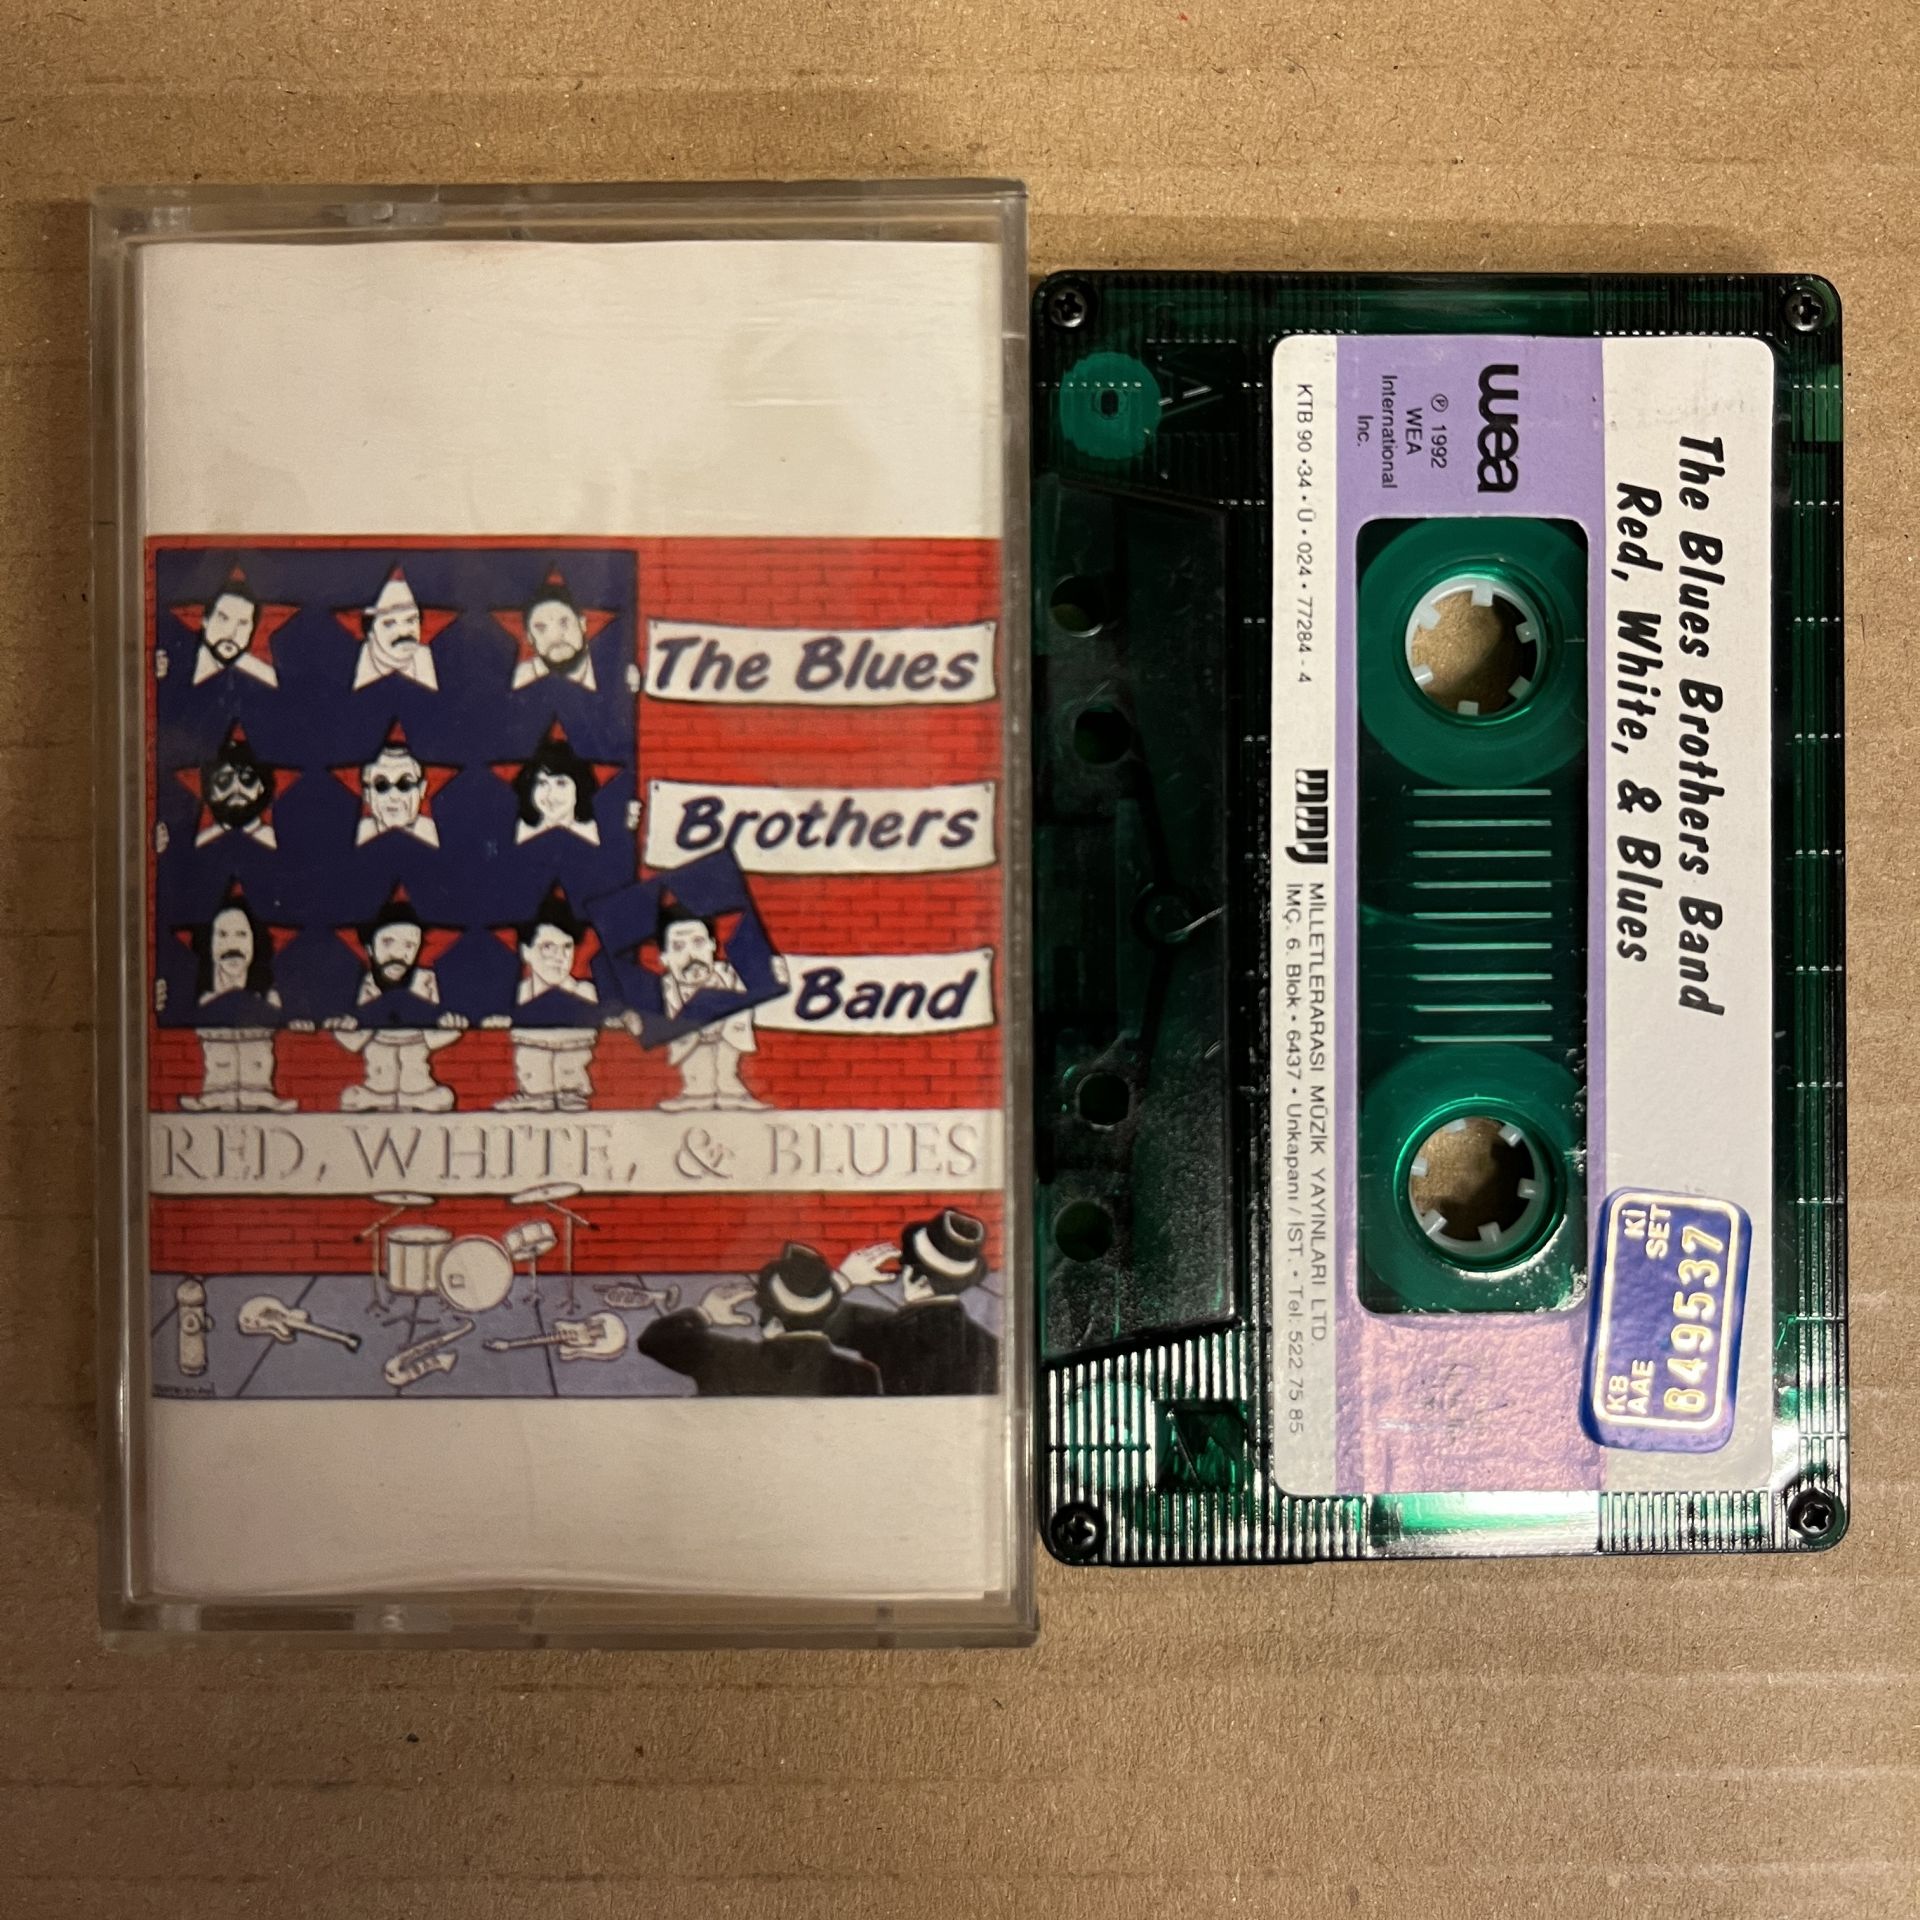 The Blues
Brothers
Band
RED, WHITE, & BLUES
The Blues Brothers Band
Red, White, & Blues
wea
℗ 1992
WEA
International
Inc.
KTB 90 •34 • Ü • 024 • 77284 - 4
MİLLETLERARASI MÜZİK YAYINLARI LTD.
İMÇ. 6. Blok • 6437 • Unkapanı / İST. • Tel: 522 75 85
Kİ
SET
KB
AAE
849537